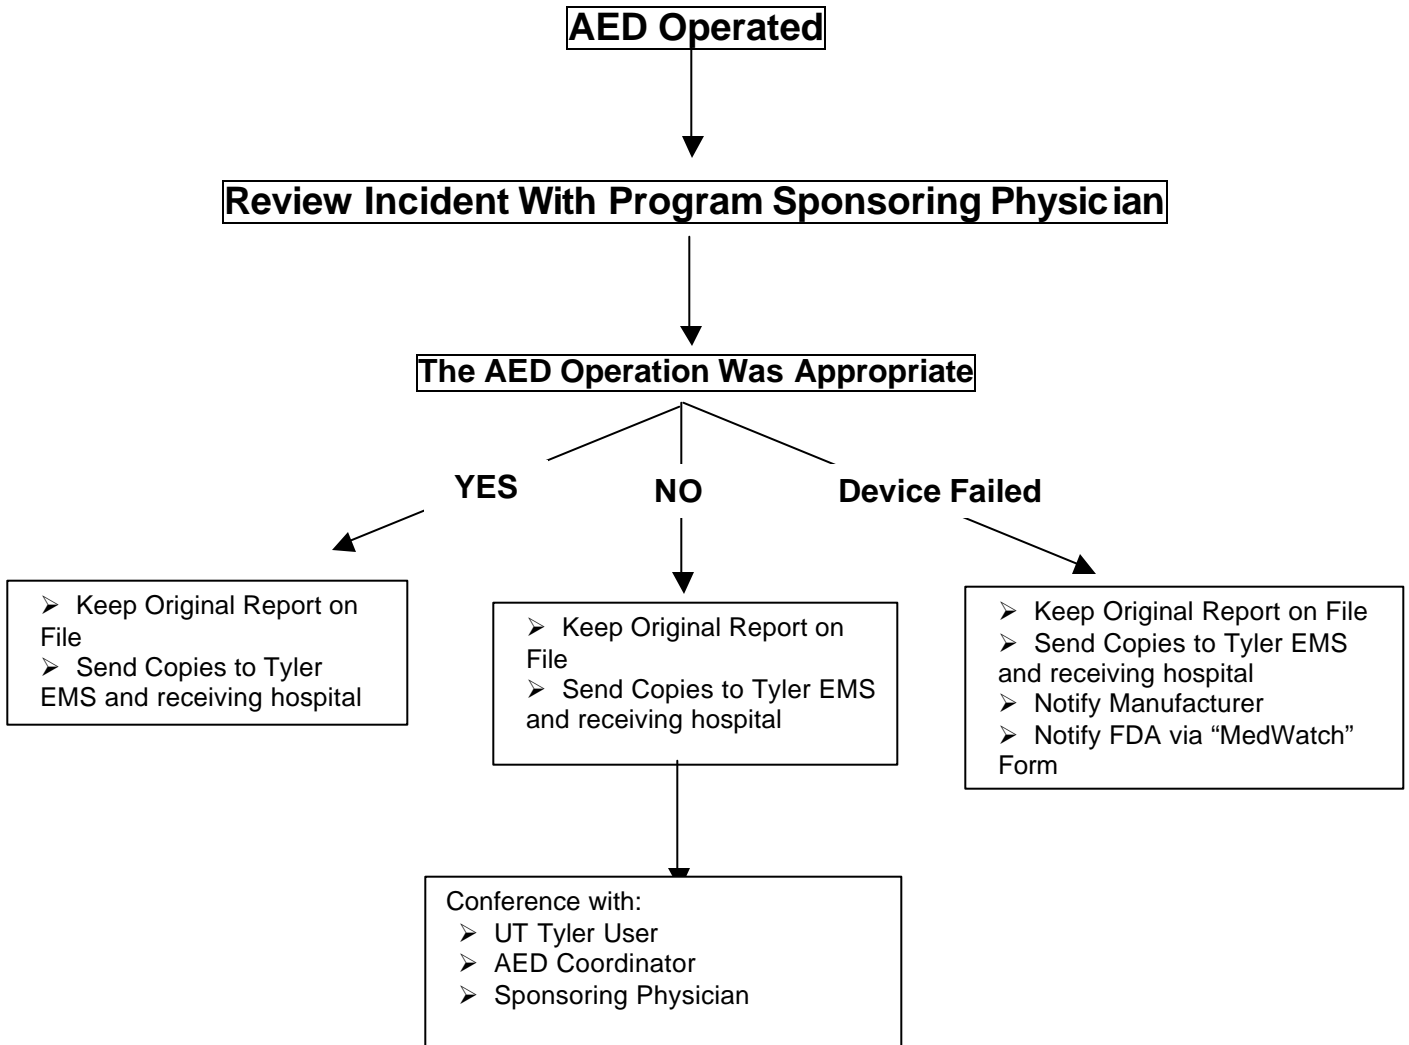 AED Operated
Review Incident With Program Sponsoring Physician
The AED Operation Was Appropriate
YES
NO
Device Failed
➢ Keep Original Report on
File
➢ Send Copies to Tyler
EMS and receiving hospital
➢ Keep Original Report on
File
➢ Send Copies to Tyler EMS
and receiving hospital
➢ Keep Original Report on File
➢ Send Copies to Tyler EMS
and receiving hospital
➢ Notify Manufacturer
➢ Notify FDA via “MedWatch”
Form
Conference with:
➢ UT Tyler User
➢ AED Coordinator
➢ Sponsoring Physician